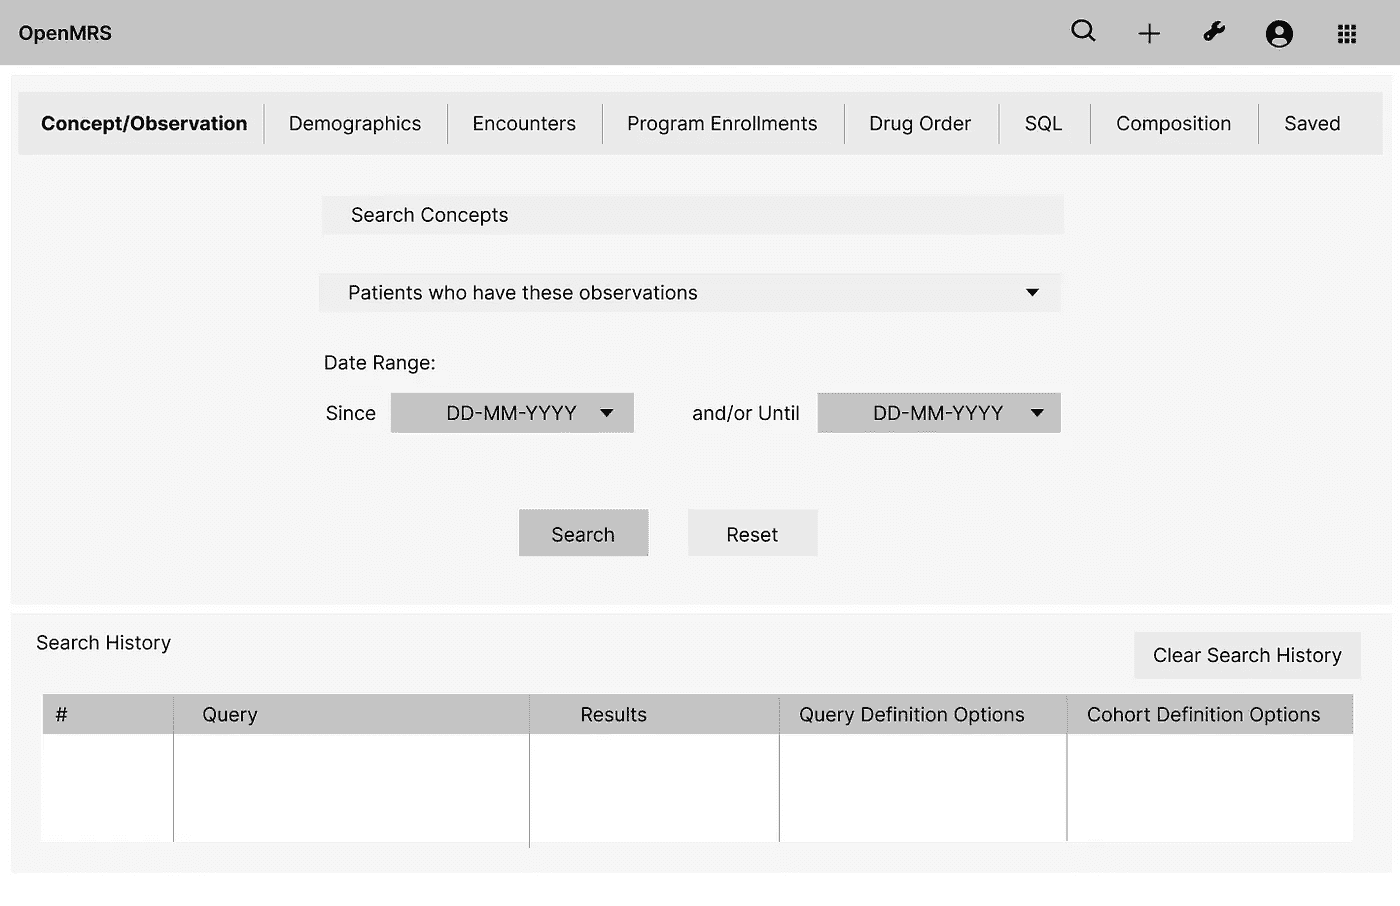 OpenMRS
Concept/Observation Demographics Encounters Program Enrollments Drug Order SQL Composition Saved
Search Concepts
Patients who have these observations
Date Range:
Since DD-MM-YYYY and/or Until DD-MM-YYYY
Search Reset
Search History
Clear Search History
# Query Results Query Definition Options Cohort Definition Options